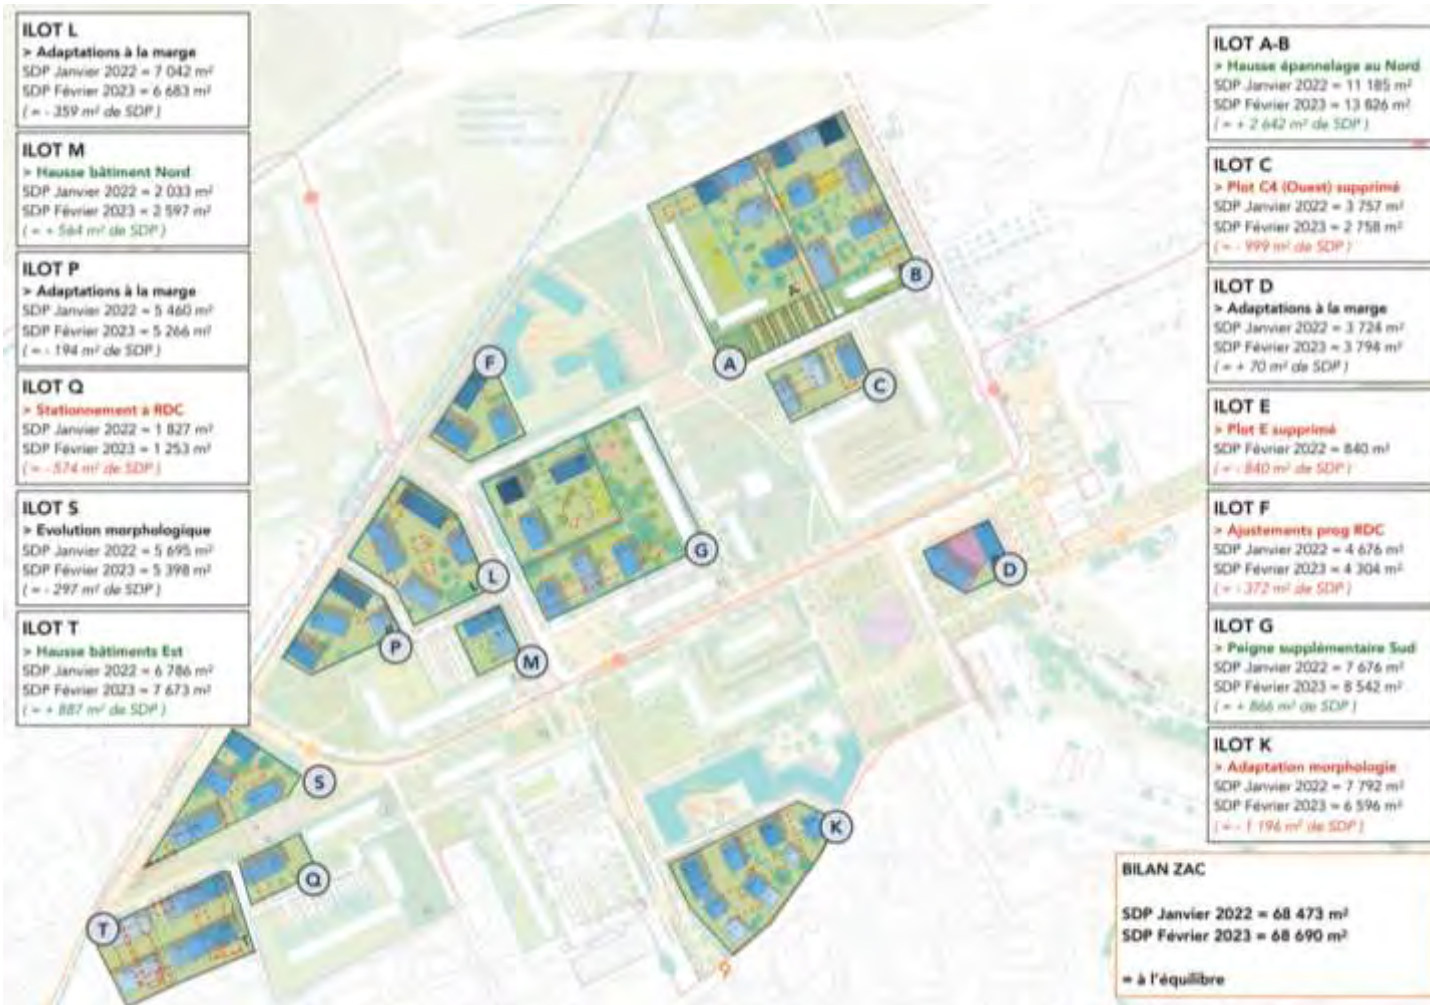 ILOT L
> Adaptations à la marge
SDP Janvier 2022 = 7 042 m²
SDP Février 2023 = 6 683 m²
( = - 359 m² de SDP )
ILOT M
> Hausse bâtiment Nord
SDP Janvier 2022 = 2 033 m²
SDP Février 2023 = 2 597 m²
( = + 564 m² de SDP )
ILOT P
> Adaptations à la marge
SDP Janvier 2022 = 5 460 m²
SDP Février 2023 = 5 266 m²
( = - 194 m² de SDP )
ILOT Q
> Stationnement à RDC
SDP Janvier 2022 = 1 827 m²
SDP Février 2023 = 1 253 m²
( = - 574 m² de SDP )
ILOT S
> Evolution morphologique
SDP Janvier 2022 = 5 695 m²
SDP Février 2023 = 5 398 m²
( = - 297 m² de SDP )
ILOT T
> Hausse bâtiments Est
SDP Janvier 2022 = 6 786 m²
SDP Février 2023 = 7 673 m²
( = + 887 m² de SDP )
B
A
C
F
G
L
D
P
M
S
K
Q
T
ILOT A-B
> Hausse épannelage au Nord
SDP Janvier 2022 = 11 185 m²
SDP Février 2023 = 13 826 m²
( = + 2 642 m² de SDP )
ILOT C
> Plot C4 (Ouest) supprimé
SDP Janvier 2022 = 3 757 m²
SDP Février 2023 = 2 758 m²
( = - 999 m² de SDP )
ILOT D
> Adaptations à la marge
SDP Janvier 2022 = 3 724 m²
SDP Février 2023 = 3 794 m²
( = + 70 m² de SDP )
ILOT E
> Plot E supprimé
SDP Février 2022 = 840 m²
( = - 840 m² de SDP )
ILOT F
> Ajustements prog RDC
SDP Janvier 2022 = 4 676 m²
SDP Février 2023 = 4 304 m²
( = - 372 m² de SDP )
ILOT G
> Peigne supplémentaire Sud
SDP Janvier 2022 = 7 676 m²
SDP Février 2023 = 8 542 m²
( = + 866 m² de SDP )
ILOT K
> Adaptation morphologie
SDP Janvier 2022 = 7 792 m²
SDP Février 2023 = 6 596 m²
( = - 1 196 m² de SDP )
BILAN ZAC
SDP Janvier 2022 = 68 473 m²
SDP Février 2023 = 68 690 m²
= à l'équilibre